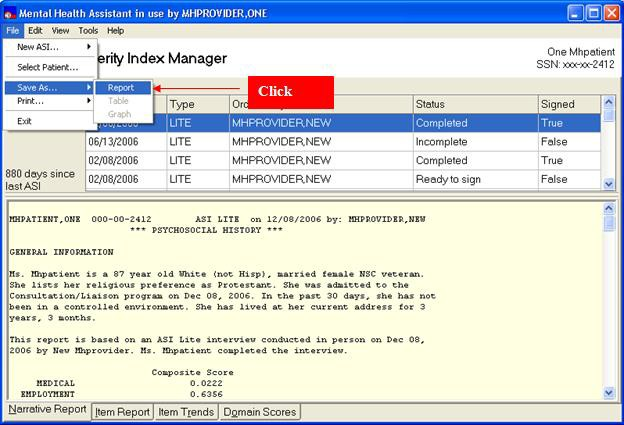 Mental Health Assistant in use by MHPROVIDER,ONE
File Edit View Tools Help
New ASI...
Select Patient...
Save As...
Print...
Exit
Report
Table
Graph
Click
erity Index Manager
One Mhpatient
SSN: xxx-xx-2412
Type Status Signed
LITE MHPROVIDER,NEW Completed True
06/13/2006 LITE MHPROVIDER,NEW Incomplete False
02/08/2006 LITE MHPROVIDER,NEW Completed True
02/08/2006 LITE MHPROVIDER,NEW Ready to sign False
880 days since
last ASI
MHPATIENT,ONE 000-00-2412 ASI LITE on 12/08/2006 by: MHPROVIDER,NEW
*** PSYCHOSOCIAL HISTORY ***
GENERAL INFORMATION
Ms. Mhpatient is a 87 year old White (not Hisp), married female NSC veteran.
She lists her religious preference as Protestant. She was admitted to the
Consultation/Liaison program on Dec 08, 2006. In the past 30 days, she has not
been in a controlled environment. She has lived at her current address for 3
years, 3 months.
This report is based on an ASI Lite interview conducted in person on Dec 08,
2006 by New Mhprovider. Ms. Mhpatient completed the interview.
Composite Score
MEDICAL 0.0222
EMPLOYMENT 0.6356
Narrative Report Item Report Item Trends Domain Scores